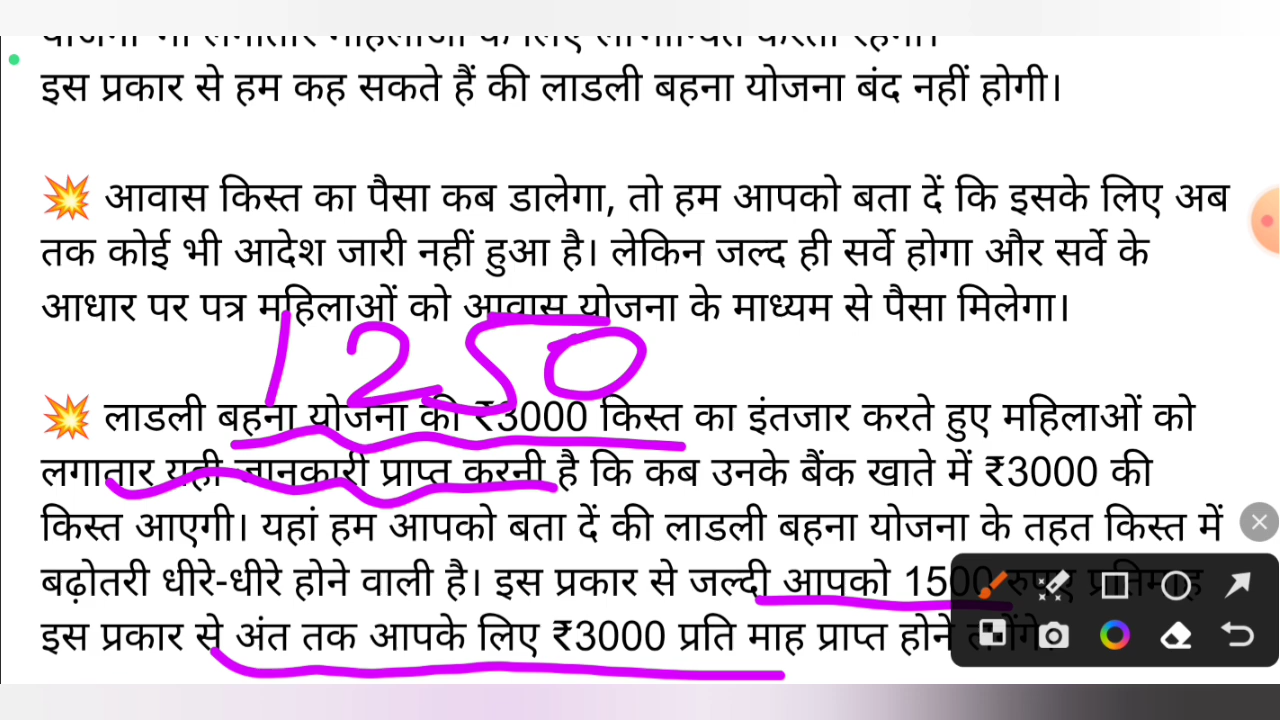 इस प्रकार से हम कह सकते हैं की लाडली बहना योजना बंद नहीं होगी।
💥 आवास किस्त का पैसा कब डालेगा, तो हम आपको बता दें कि इसके लिए अब
तक कोई भी आदेश जारी नहीं हुआ है। लेकिन जल्द ही सर्वे होगा और सर्वे के
आधार पर पत्र महिलाओं को आवास योजना के माध्यम से पैसा मिलेगा।
1250
💥 लाडली बहना योजना की ₹3000 किस्त का इंतजार करते हुए महिलाओं को
लगातार यही जानकारी प्राप्त करनी है कि कब उनके बैंक खाते में ₹3000 की
किस्त आएगी। यहां हम आपको बता दें की लाडली बहना योजना के तहत किस्त में
बढ़ोतरी धीरे-धीरे होने वाली है। इस प्रकार से जल्दी आपको 1500 रुपए प्रतिमाह
इस प्रकार से अंत तक आपके लिए ₹3000 प्रति माह प्राप्त होने लगेंगे